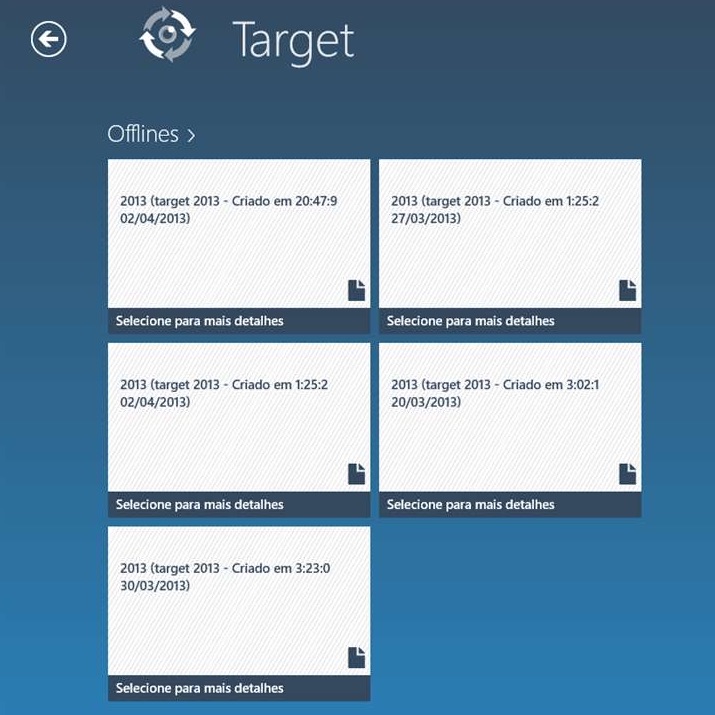 Target
Offlines >
2013 (target 2013 - Criado em 20:47:9
02/04/2013)
Selecione para mais detalhes
2013 (target 2013 - Criado em 1:25:2
27/03/2013)
Selecione para mais detalhes
2013 (target 2013 - Criado em 1:25:2
02/04/2013)
Selecione para mais detalhes
2013 (target 2013 - Criado em 3:02:1
20/03/2013)
Selecione para mais detalhes
2013 (target 2013 - Criado em 3:23:0
30/03/2013)
Selecione para mais detalhes